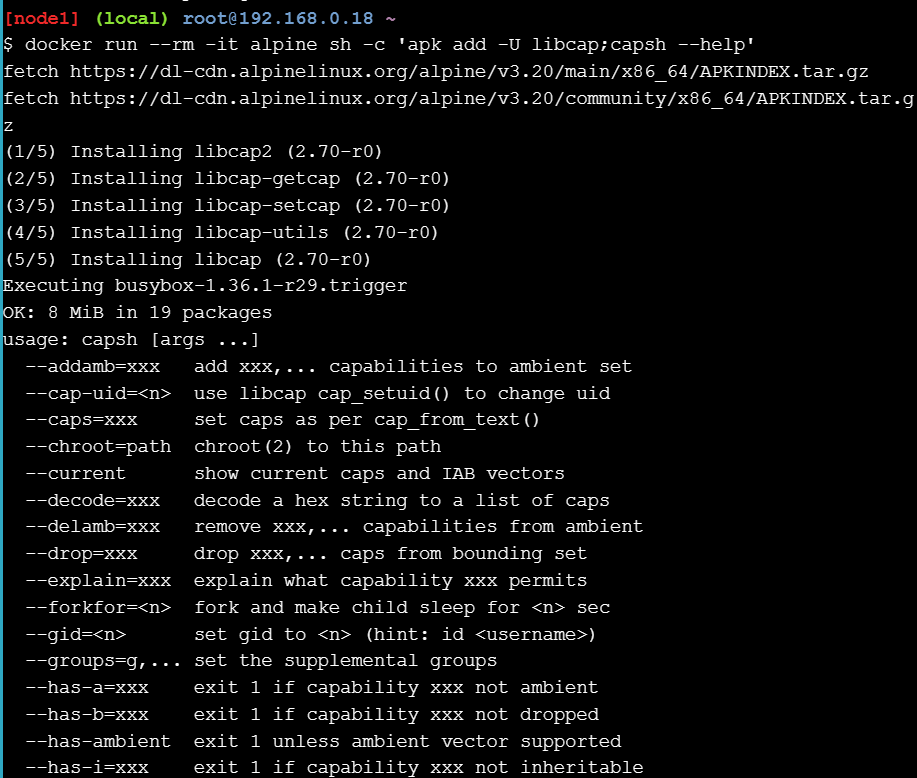 [node1] (local) root@192.168.0.18 ~
$ docker run --rm -it alpine sh -c 'apk add -U libcap;capsh --help'
fetch https://dl-cdn.alpinelinux.org/alpine/v3.20/main/x86_64/APKINDEX.tar.gz
fetch https://dl-cdn.alpinelinux.org/alpine/v3.20/community/x86_64/APKINDEX.tar.g
z
(1/5) Installing libcap2 (2.70-r0)
(2/5) Installing libcap-getcap (2.70-r0)
(3/5) Installing libcap-setcap (2.70-r0)
(4/5) Installing libcap-utils (2.70-r0)
(5/5) Installing libcap (2.70-r0)
Executing busybox-1.36.1-r29.trigger
OK: 8 MiB in 19 packages
usage: capsh [args ...]
  --addamb=xxx   add xxx,... capabilities to ambient set
  --cap-uid=<n>  use libcap cap_setuid() to change uid
  --caps=xxx     set caps as per cap_from_text()
  --chroot=path  chroot(2) to this path
  --current      show current caps and IAB vectors
  --decode=xxx   decode a hex string to a list of caps
  --delamb=xxx   remove xxx,... capabilities from ambient
  --drop=xxx     drop xxx,... caps from bounding set
  --explain=xxx  explain what capability xxx permits
  --forkfor=<n>  fork and make child sleep for <n> sec
  --gid=<n>      set gid to <n> (hint: id <username>)
  --groups=g,... set the supplemental groups
  --has-a=xxx    exit 1 if capability xxx not ambient
  --has-b=xxx    exit 1 if capability xxx not dropped
  --has-ambient  exit 1 unless ambient vector supported
  --has-i=xxx    exit 1 if capability xxx not inheritable